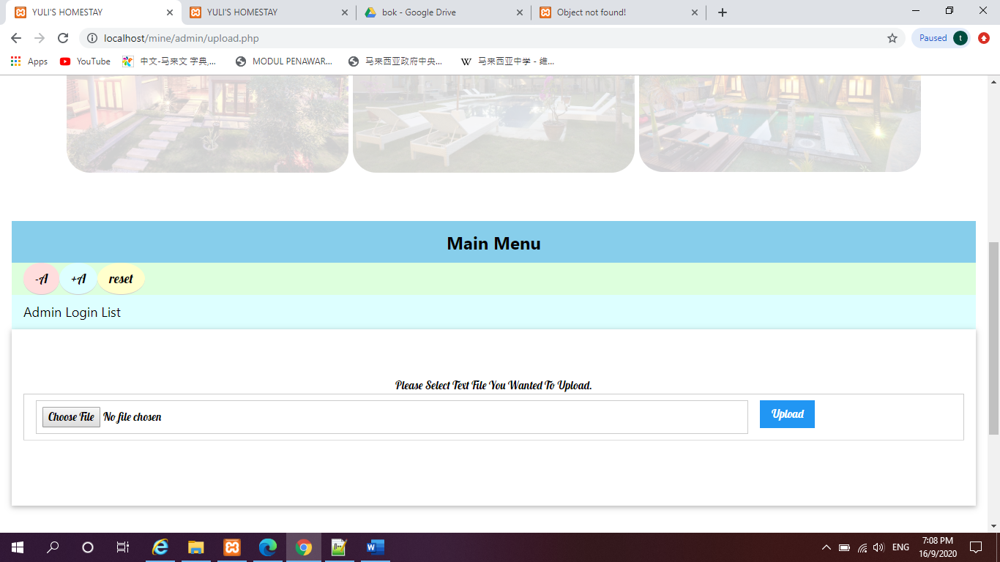 YULI'S HOMESTAY
YULI'S HOMESTAY
bok - Google Drive
Object not found!
localhost/mine/admin/upload.php
Paused
t
Apps
YouTube
中文-马来文 字典,...
MODUL PENAWAR...
马来西亚政府中央...
W
马来西亚中学 - 维...
Main Menu
-A
+A
reset
Admin Login List
Please Select Text File You Wanted To Upload.
Choose File No file chosen
Upload
ENG
7:08 PM
16/9/2020